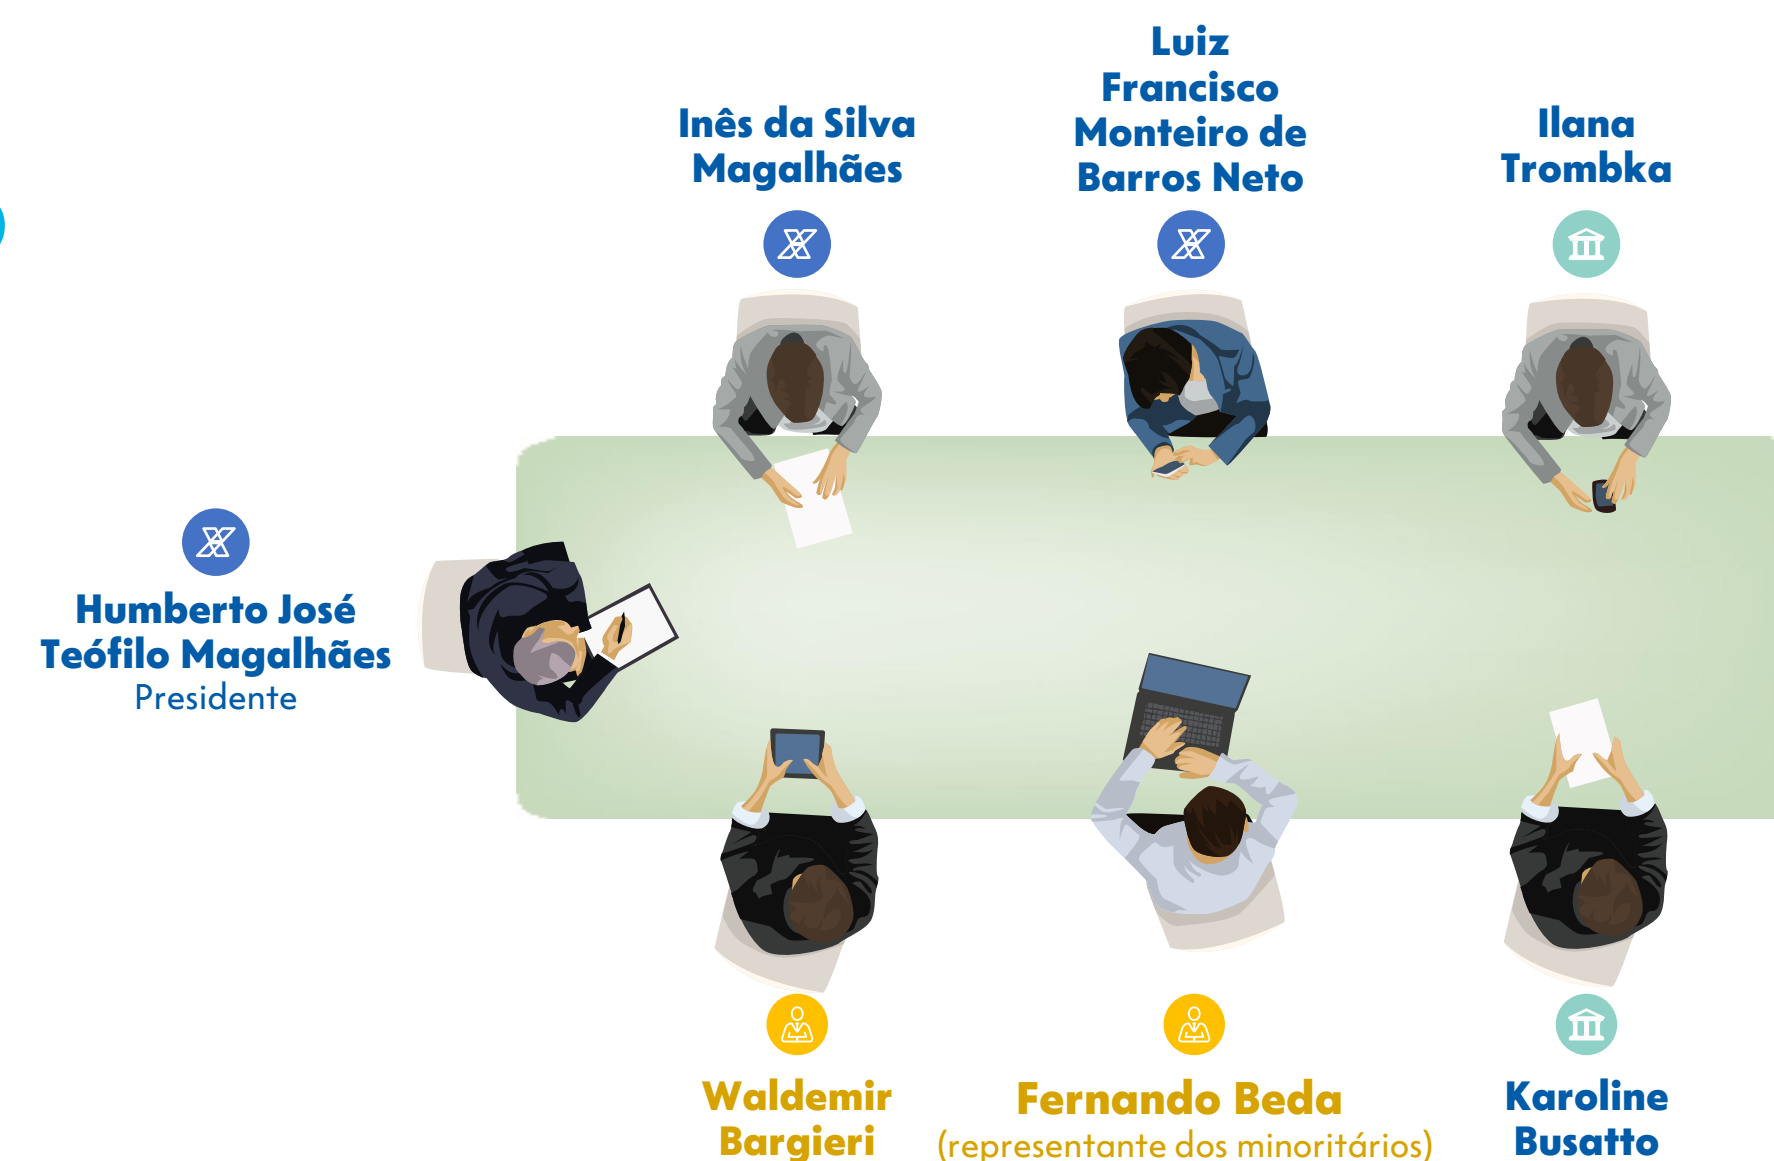 Luiz
Francisco
Monteiro de
Barros Neto
Inês da Silva
Magalhães
Ilana
Trombka
Humberto José
Teófilo Magalhães
Presidente
Waldemir
Bargieri
Fernando Beda
(representante dos minoritários)
Karoline
Busatto